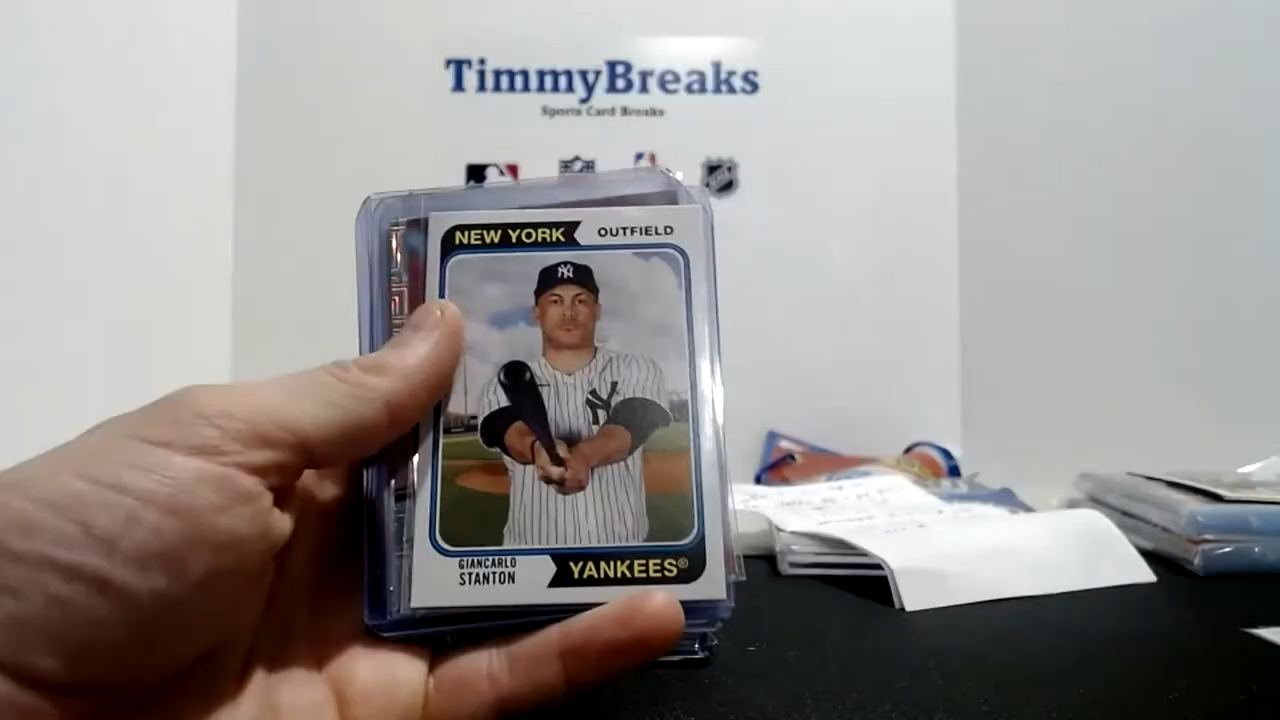 TimmyBreaks
Sports Card Breaks
NEW YORK
OUTFIELD
GIANCARLO
STANTON
YANKEES®